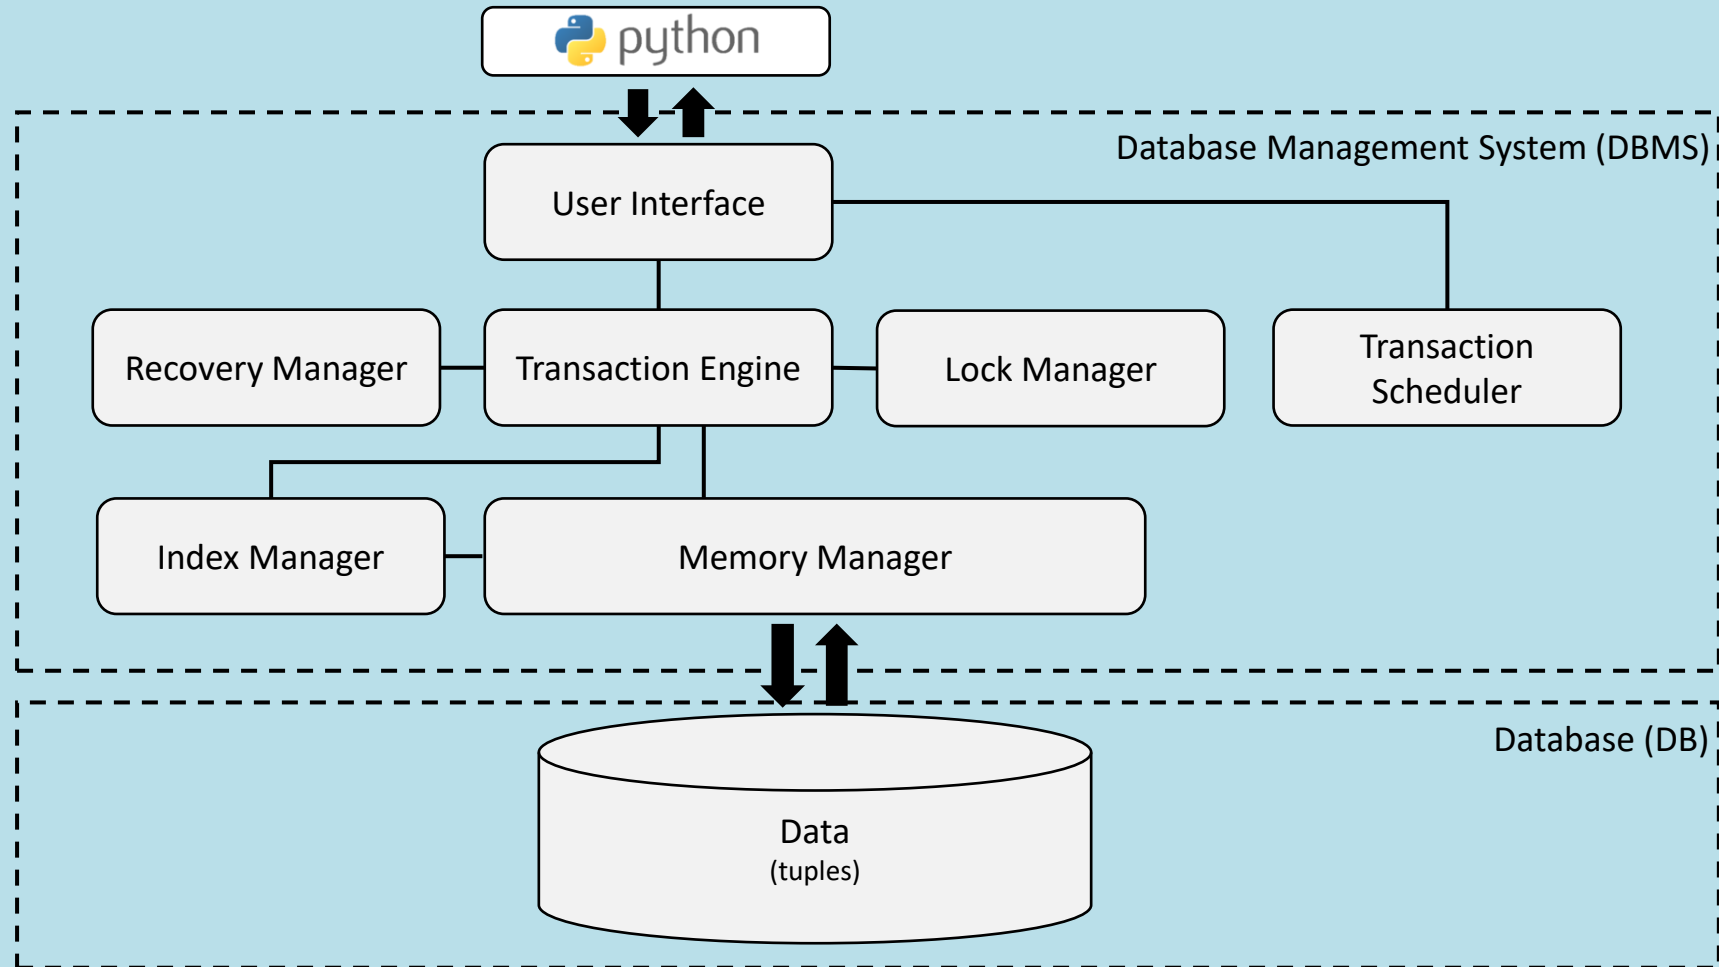 python
Database Management System (DBMS)
User Interface
Recovery Manager
Transaction Engine
Lock Manager
Transaction
Scheduler
Index Manager
Memory Manager
Database (DB)
Data
(tuples)